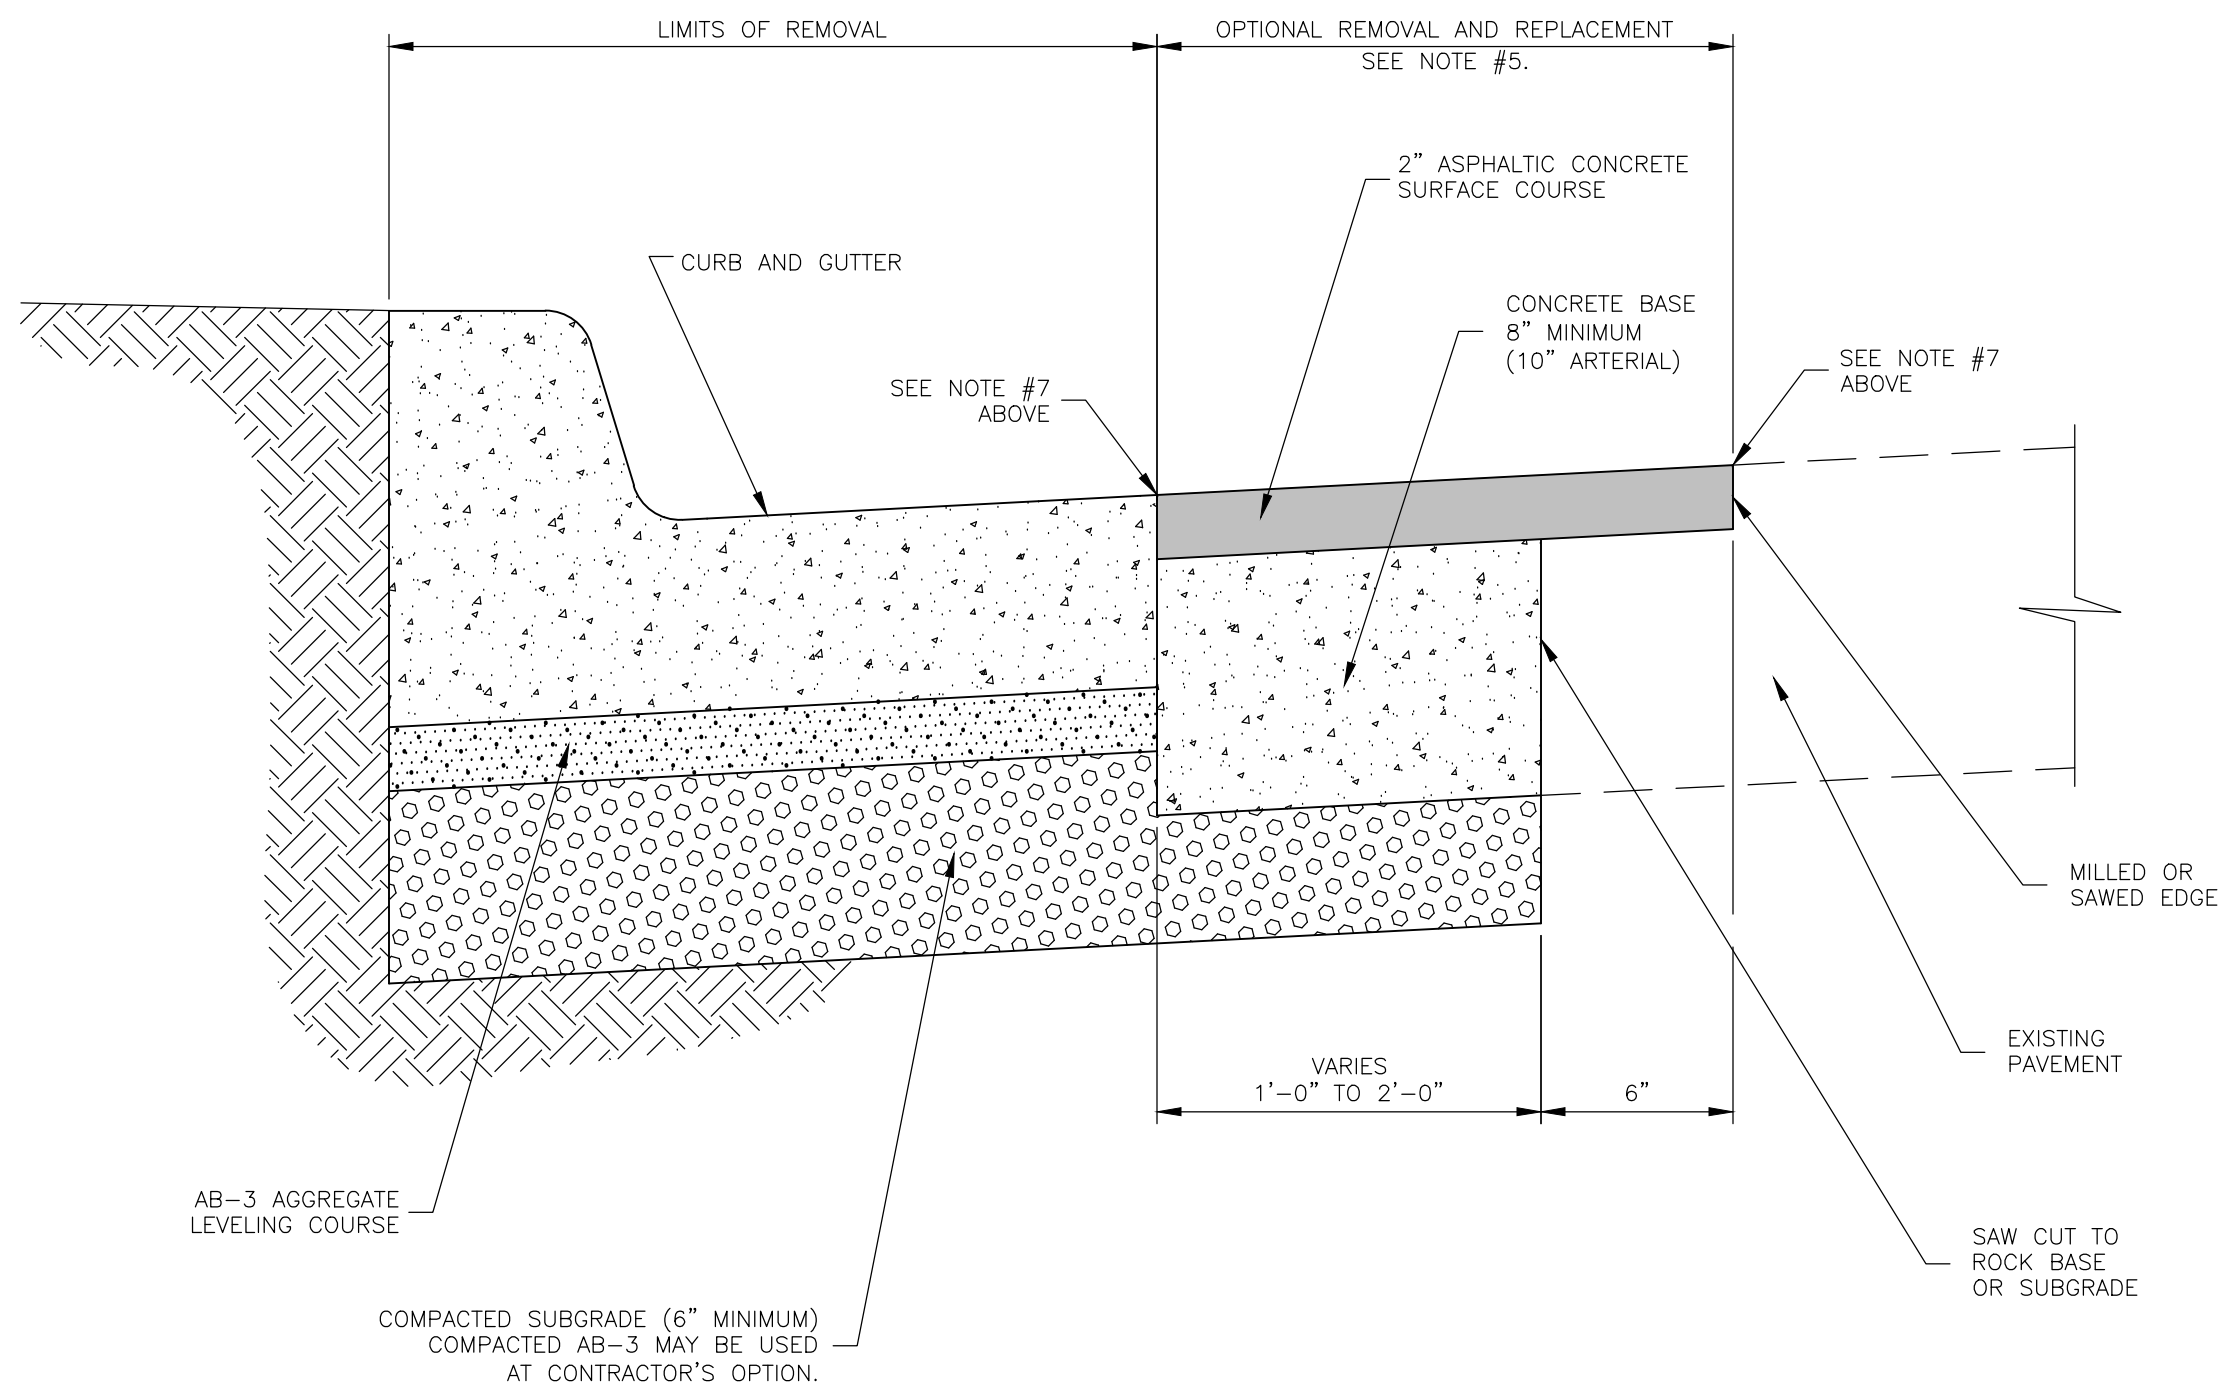 LIMITS OF REMOVAL
OPTIONAL REMOVAL AND REPLACEMENT
SEE NOTE #5.
2" ASPHALTIC CONCRETE
SURFACE COURSE
CURB AND GUTTER
CONCRETE BASE
8" MINIMUM
(10" ARTERIAL)
SEE NOTE #7
ABOVE
SEE NOTE #7
ABOVE
MILLED OR
SAWED EDGE
EXISTING
PAVEMENT
VARIES
1'-0" TO 2'-0"
6"
AB-3 AGGREGATE
LEVELING COURSE
SAW CUT TO
ROCK BASE
OR SUBGRADE
COMPACTED SUBGRADE (6" MINIMUM)
COMPACTED AB-3 MAY BE USED
AT CONTRACTOR'S OPTION.